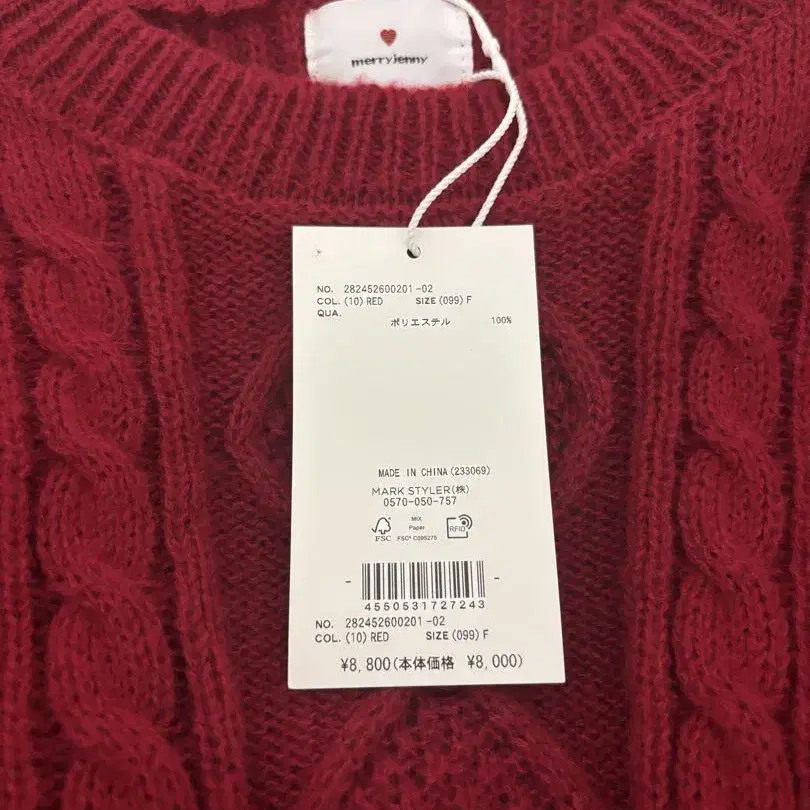 merryjenny
NO. 282452600201-02
COL. (10) RED SIZE (099) F
QUA.
ポリエステル 100%
MADE IN CHINA (233069)
MARK STYLER(株)
0570-050-757
FSC
MIX
Paper
FSC® C095275
RFID
4550531727243
NO. 282452600201-02
COL. (10) RED SIZE (099) F
¥8,800(本体価格 ¥8,000)